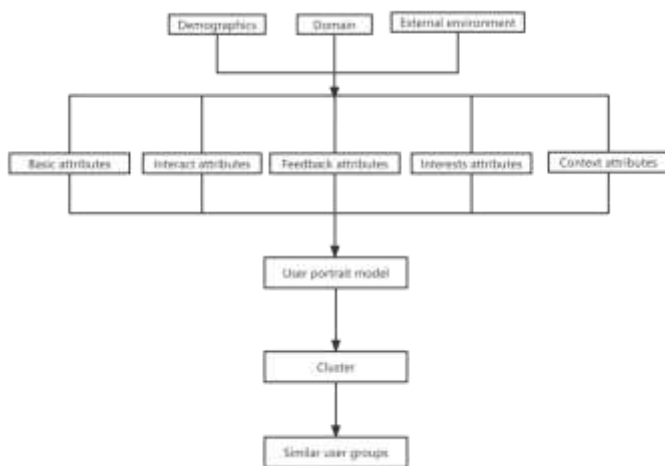 Demographics
Domain
External environment
Basic attributes
Interact attributes
Feedback attributes
Interests attributes
Context attributes
User portrait model
Cluster
Similar user groups